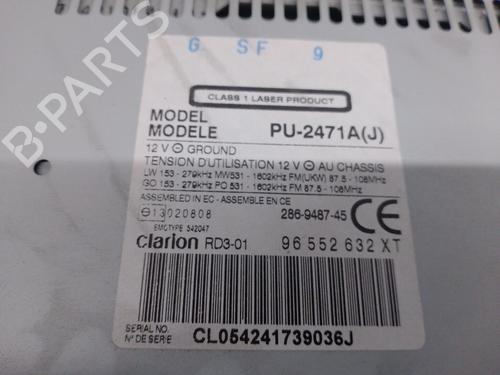 G SF 9
CLASS 1 LASER PRODUCT
MODEL
MODELE PU-2471A(J)
12 V ⊖ GROUND
TENSION D'UTILISATION 12 V ⊖ AU CHASSIS
LW 153 - 279kHz MW531 - 1602kHz FM(UKW) 87.5 - 108MHz
GO 153 - 279kHz PO 531 - 1602kHz FM 87.5 - 108MHz
ASSEMBLED IN EC - ASSEMBLE EN CE
13020808 286-9487-45 CE
EMCTYPE 542047
Clarion RD3-01 96 552 632 XT
SERIAL NO.
N° DE SERIE CL054241739036J
B-PARTS